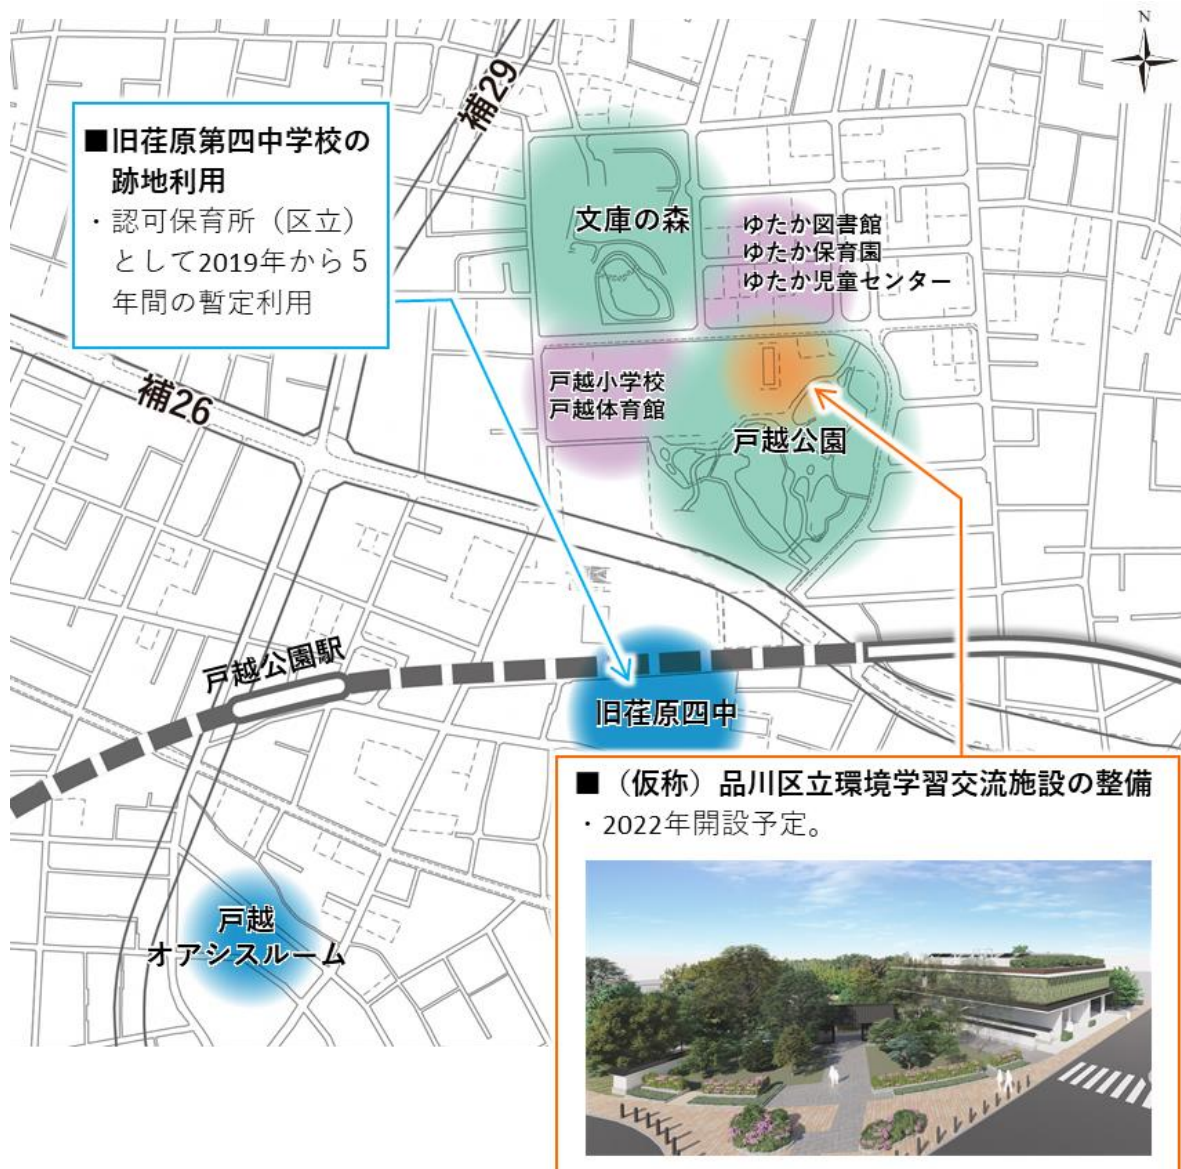 N
補29
■旧荏原第四中学校の
跡地利用
・認可保育所（区立）
として2019年から５
年間の暫定利用
文庫の森
ゆたか図書館
ゆたか保育園
ゆたか児童センター
戸越小学校
戸越体育館
補26
戸越公園
戸越公園駅
旧荏原四中
■（仮称）品川区立環境学習交流施設の整備
・2022年開設予定。
戸越
オアシスルーム